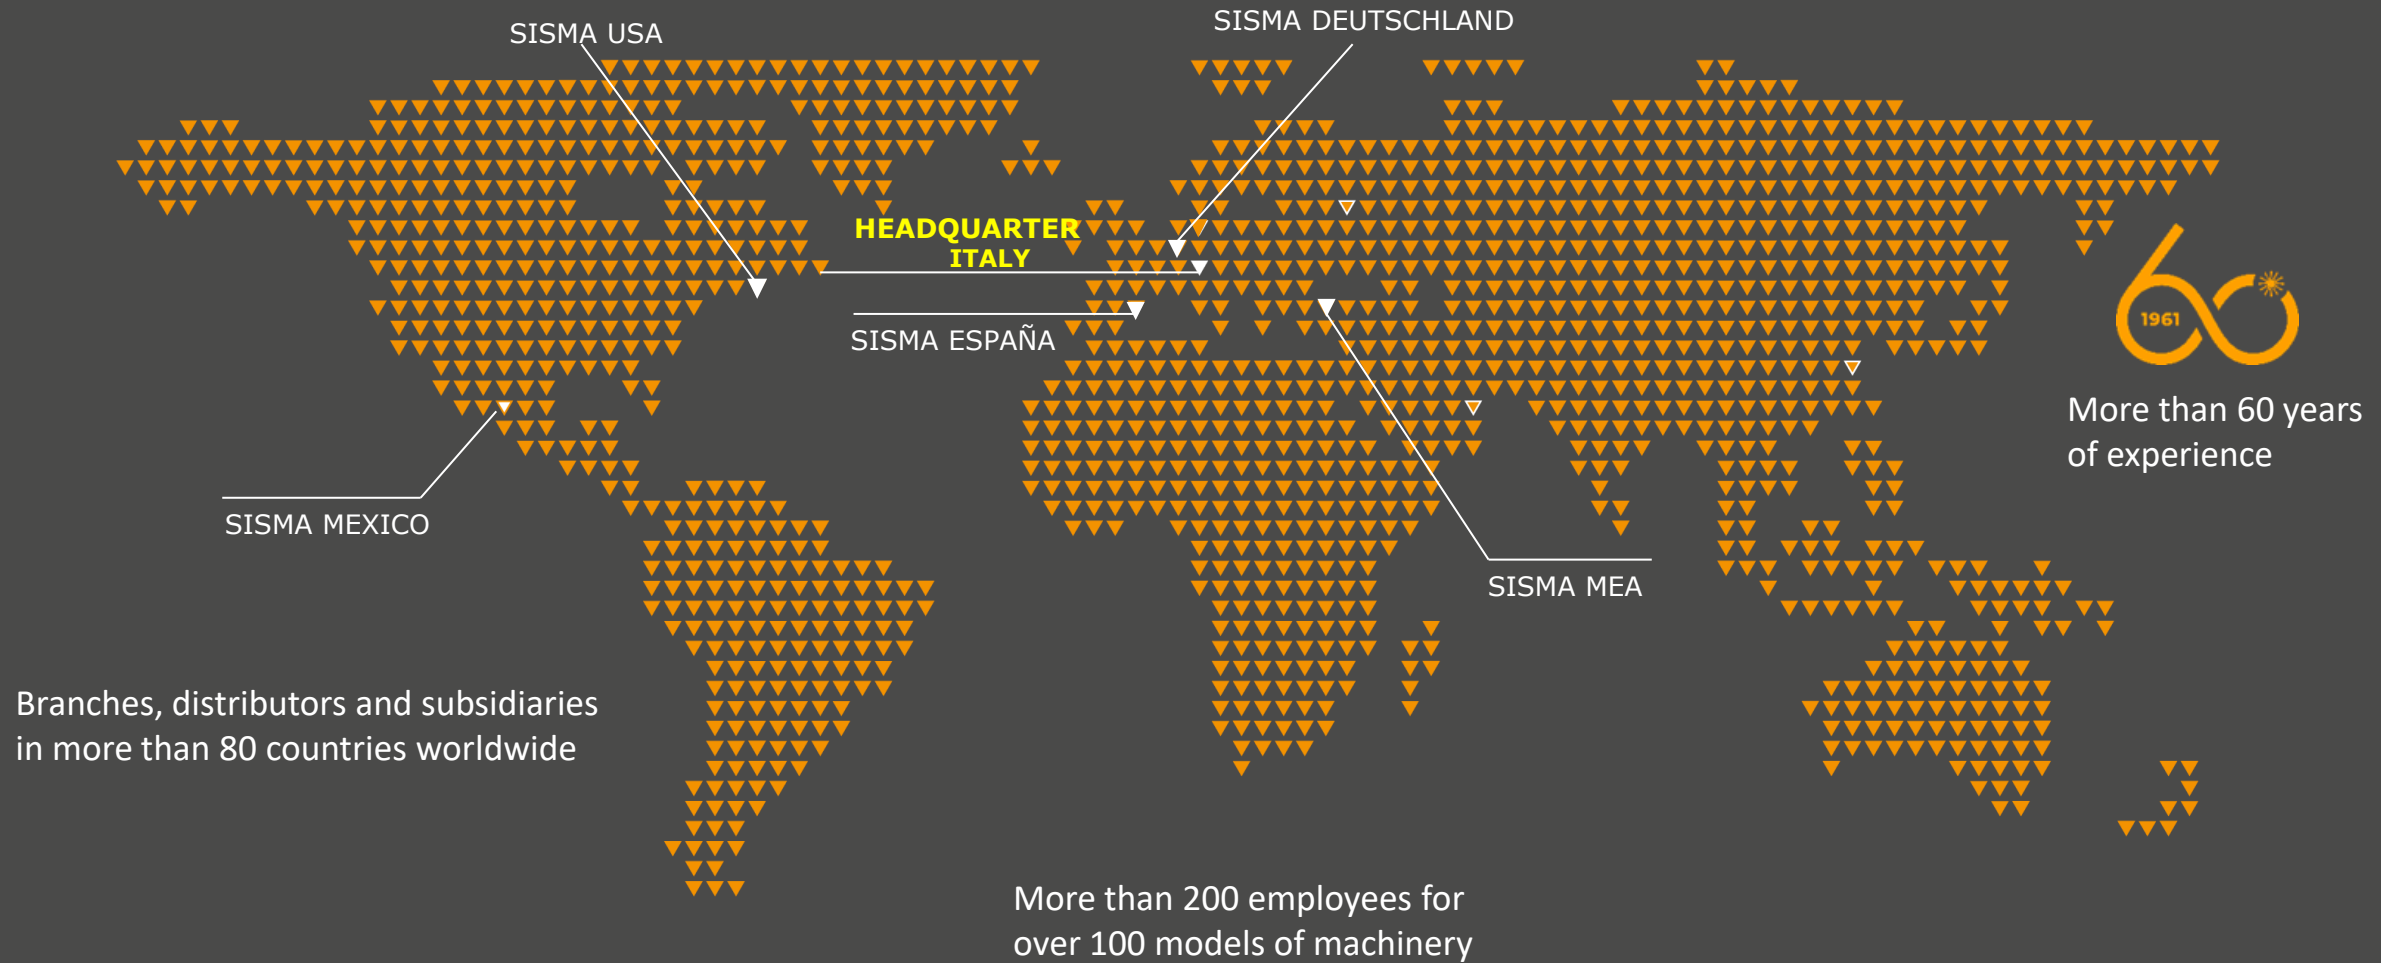 SISMA USA
SISMA DEUTSCHLAND
HEADQUARTER
ITALY
SISMA ESPAÑA
1961
More than 60 years
of experience
SISMA MEXICO
SISMA MEA
Branches, distributors and subsidiaries
in more than 80 countries worldwide
More than 200 employees for
over 100 models of machinery